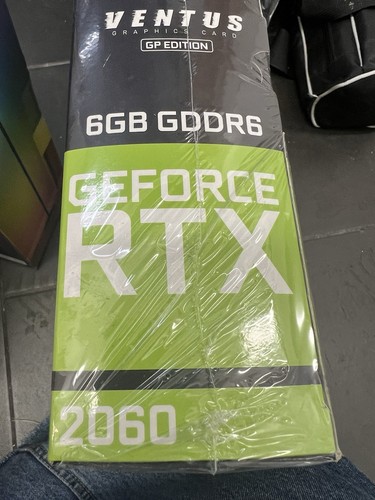 VENTUS
GRAPHICS CARD
GP EDITION
6GB GDDR6
GEFORCE
RTX
2060